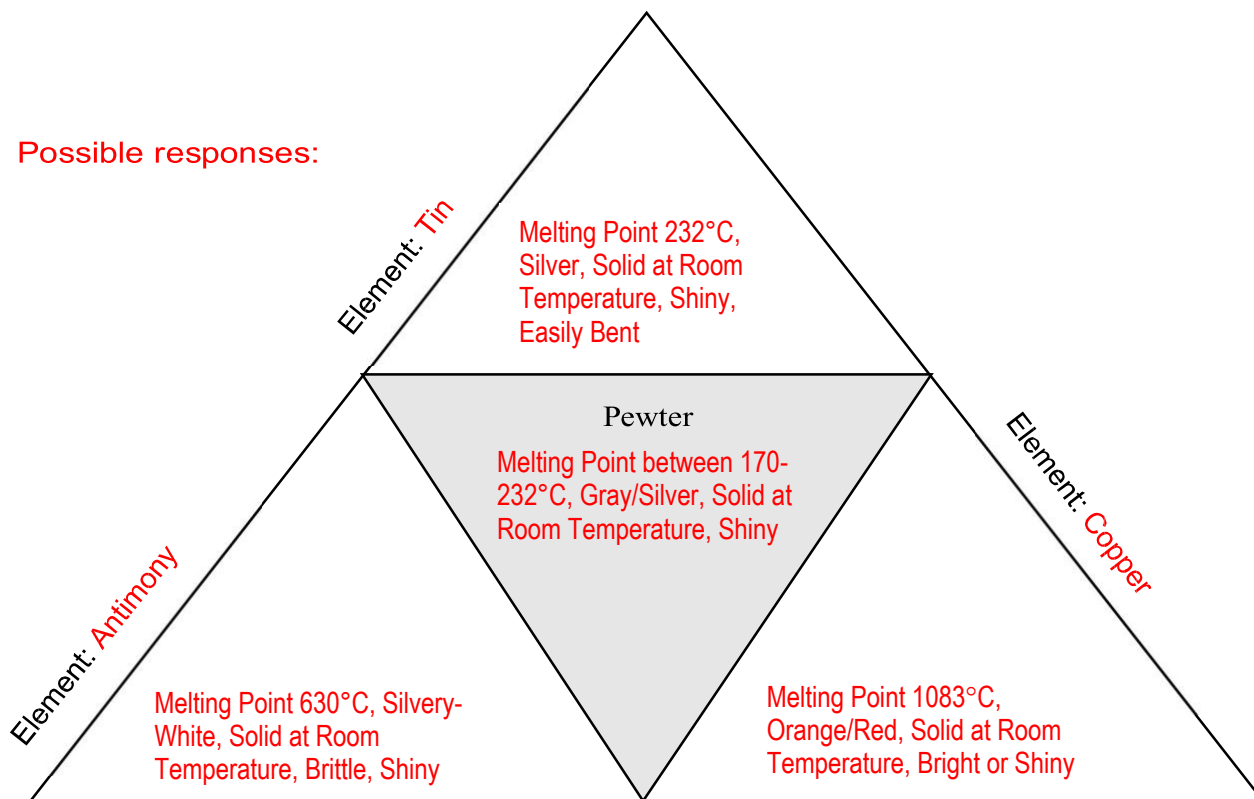 Possible responses:
Element: Tin
Melting Point 232°C,
Silver, Solid at Room
Temperature, Shiny,
Easily Bent
Pewter
Melting Point between 170-
232°C, Gray/Silver, Solid at
Room Temperature, Shiny
Element: Copper
Element: Antimony
Melting Point 630°C, Silvery-
White, Solid at Room
Temperature, Brittle, Shiny
Melting Point 1083°C,
Orange/Red, Solid at Room
Temperature, Bright or Shiny